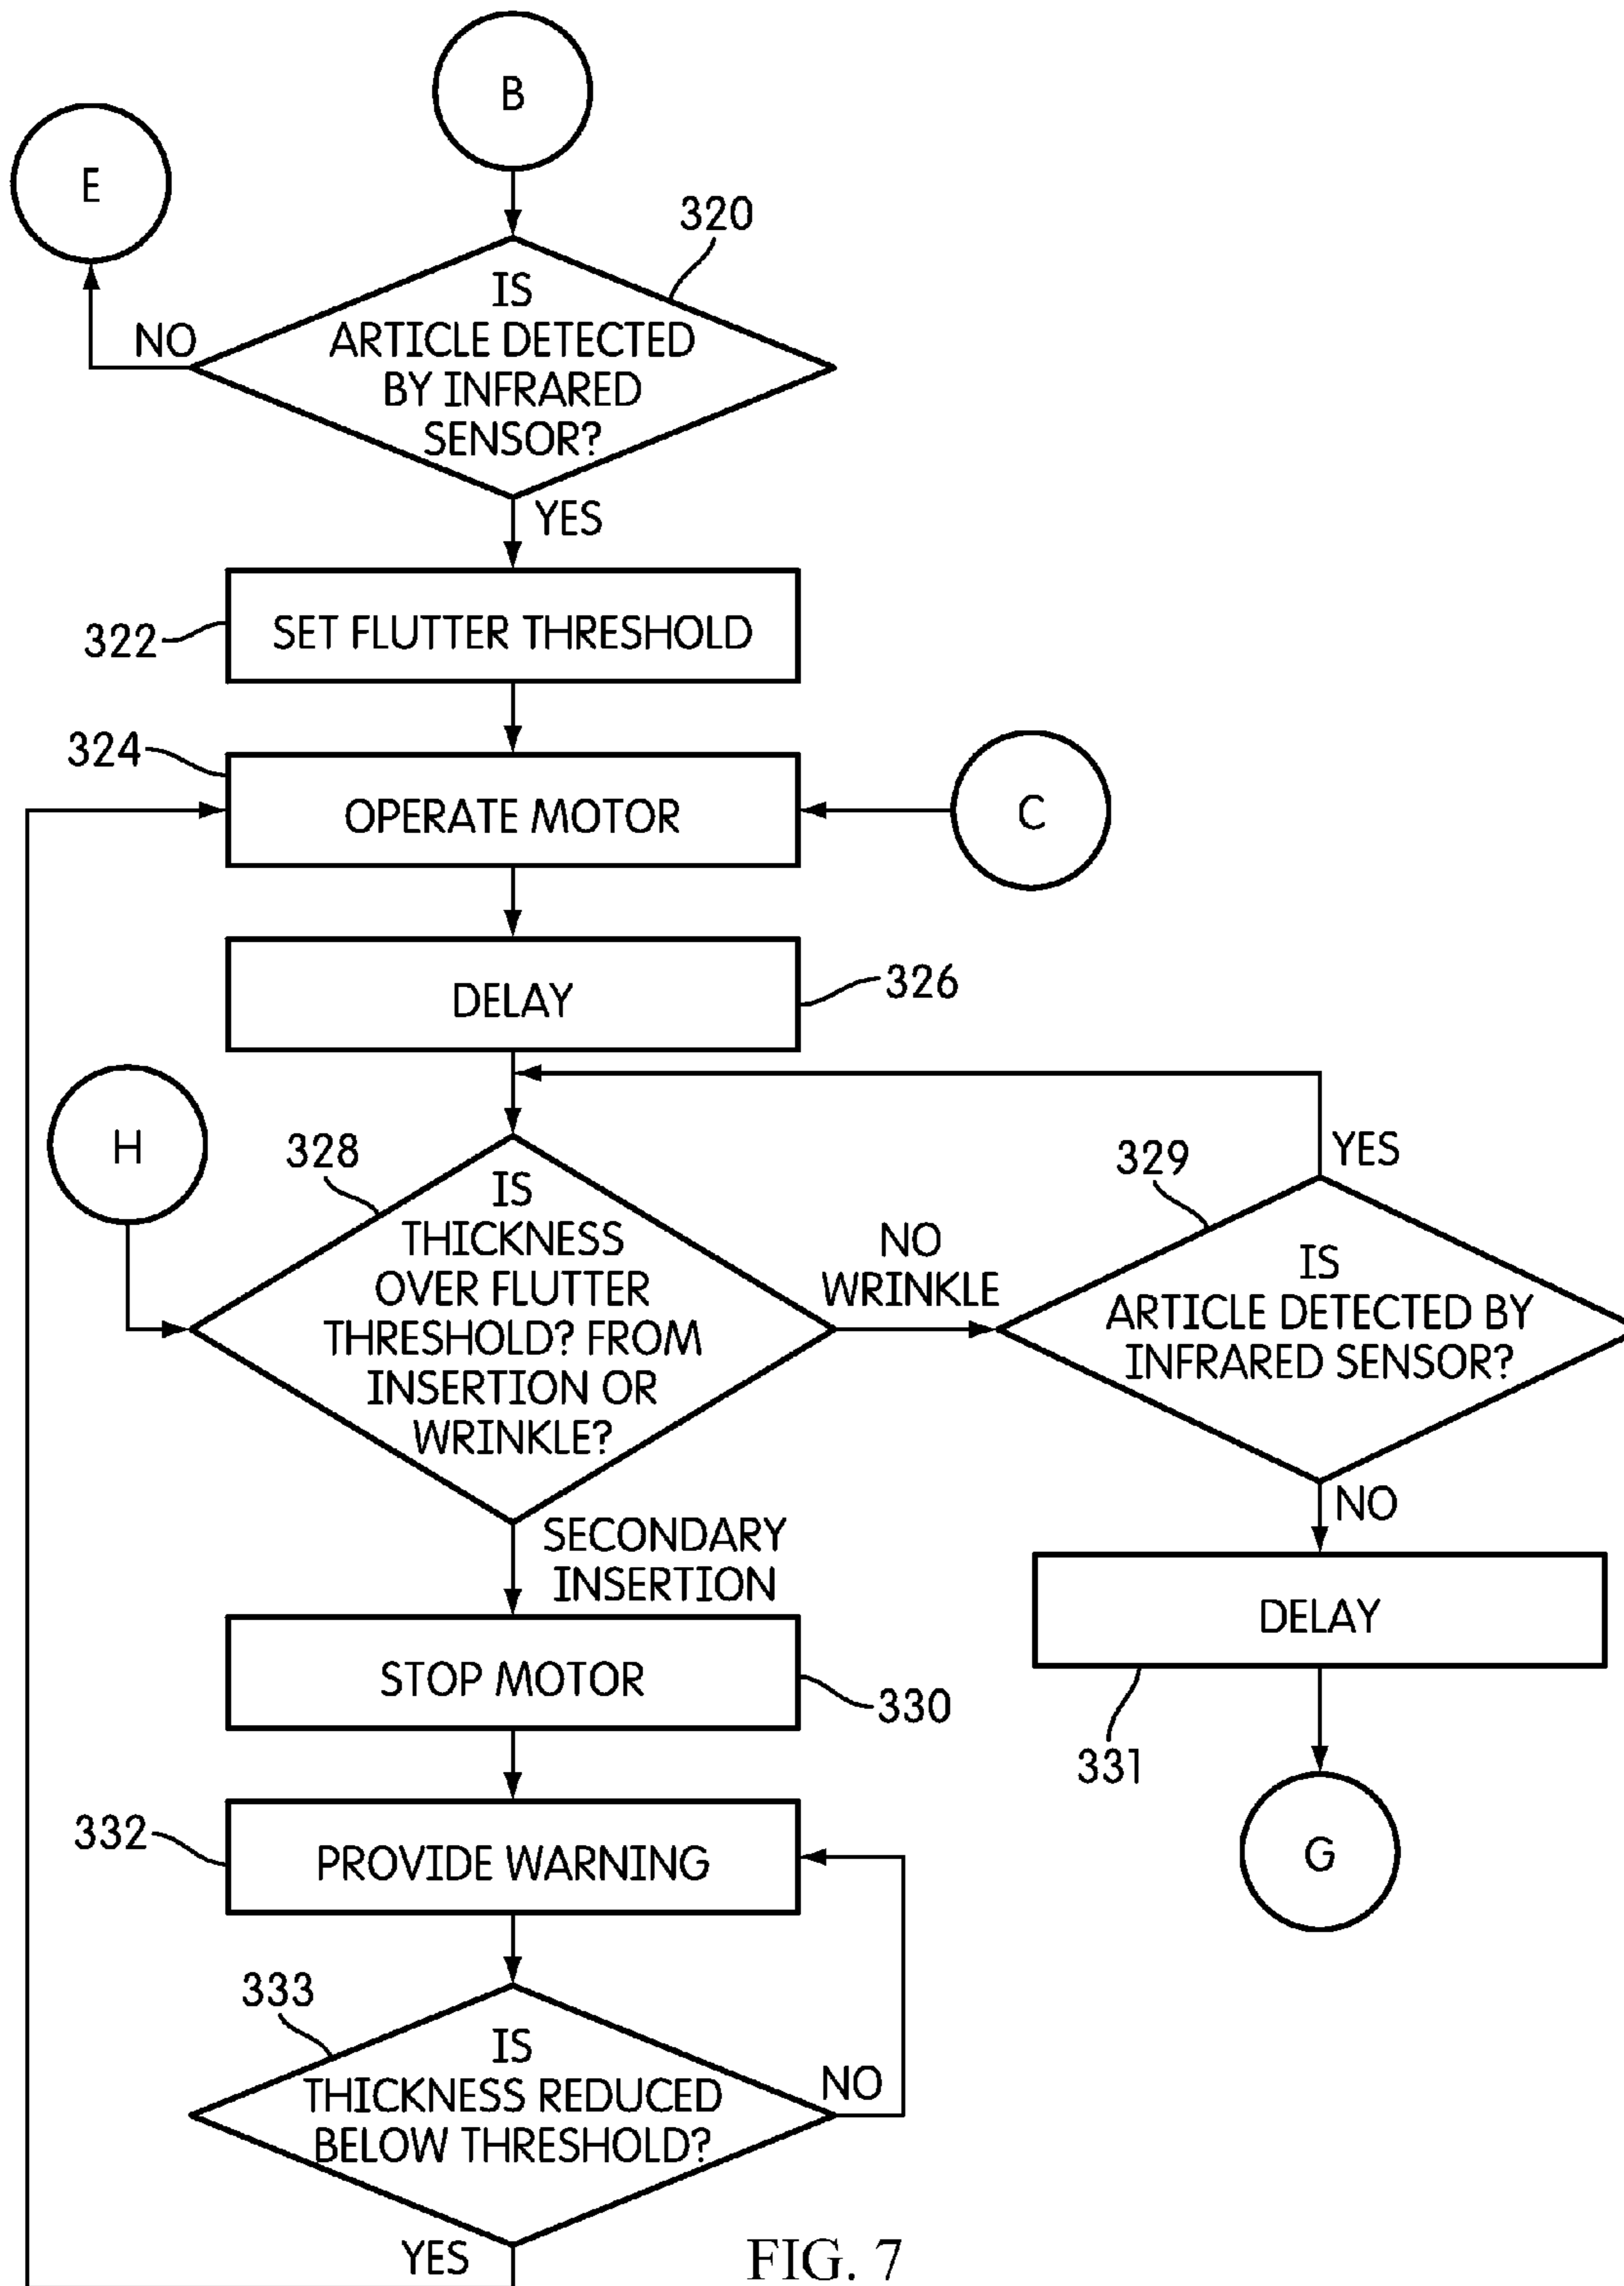 B
E
320
IS
ARTICLE DETECTED
BY INFRARED
SENSOR?
NO
YES
322
SET FLUTTER THRESHOLD
324
OPERATE MOTOR
C
DELAY
326
H
328
IS
THICKNESS
OVER FLUTTER
THRESHOLD? FROM
INSERTION OR
WRINKLE?
NO
WRINKLE
329
YES
IS
ARTICLE DETECTED BY
INFRARED SENSOR?
NO
SECONDARY
INSERTION
DELAY
331
G
STOP MOTOR
330
332
PROVIDE WARNING
333
IS
THICKNESS REDUCED
BELOW THRESHOLD?
NO
YES
FIG. 7